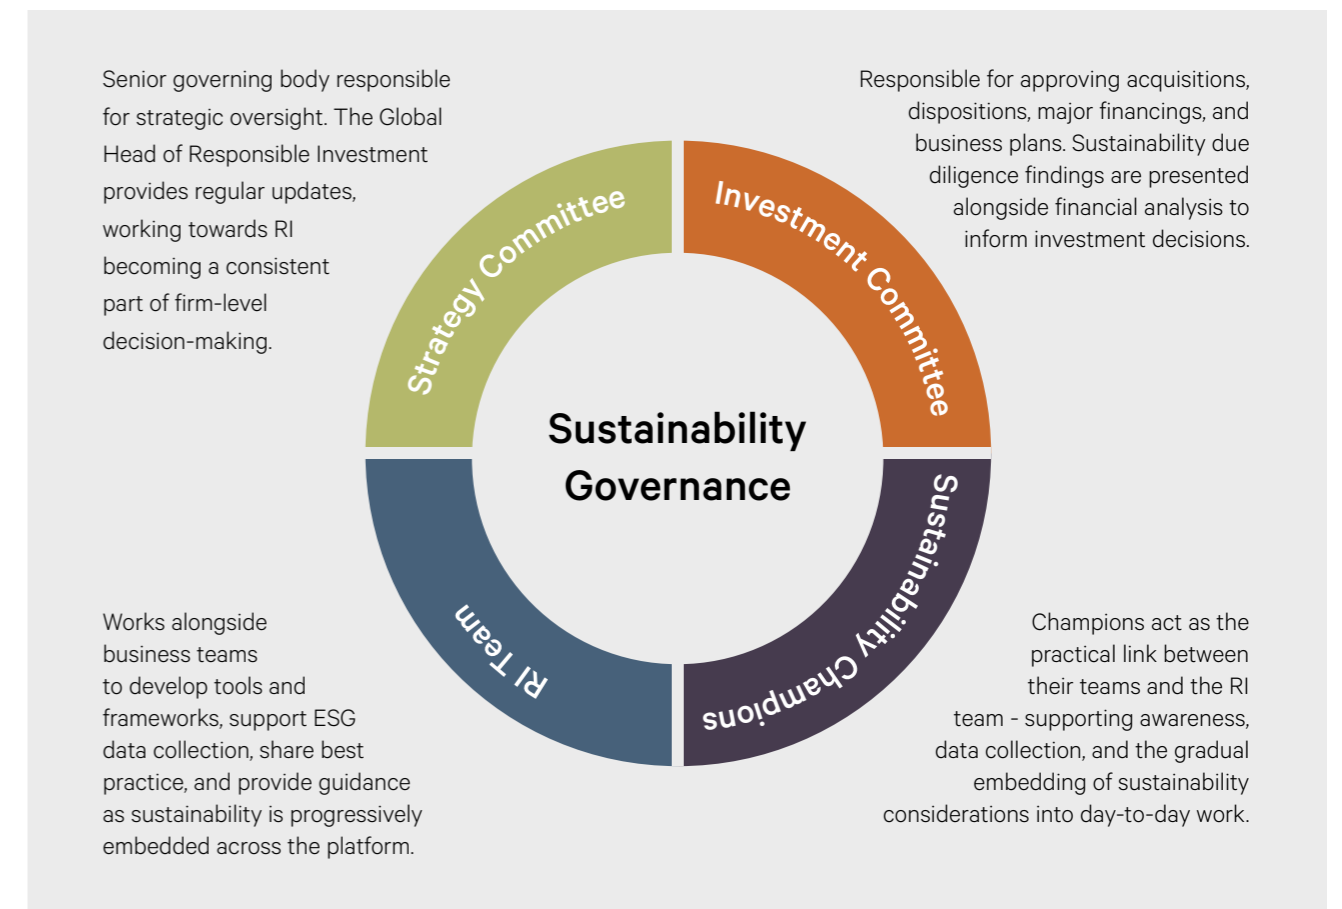 Senior governing body responsible
for strategic oversight. The Global
Head of Responsible Investment
provides regular updates,
working towards RI
becoming a consistent
part of firm-level
decision-making.
Responsible for approving acquisitions,
dispositions, major financings, and
business plans. Sustainability due
diligence findings are presented
alongside financial analysis to
inform investment decisions.
Strategy Committee
Investment Committee
Sustainability
Governance
RI Team
Sustainability Champions
Works alongside
business teams
to develop tools and
frameworks, support ESG
data collection, share best
practice, and provide guidance
as sustainability is progressively
embedded across the platform.
Champions act as the
practical link between
their teams and the RI
team - supporting awareness,
data collection, and the gradual
embedding of sustainability
considerations into day-to-day work.